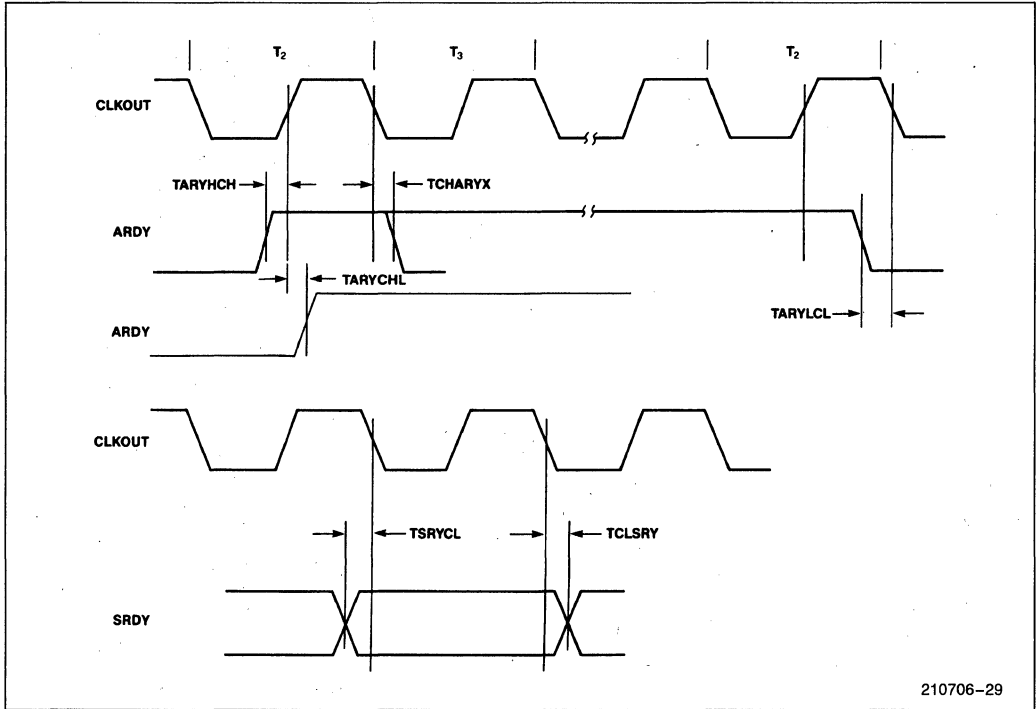 T2 T3 T2
CLKOUT
TARYHCH TCHARYX
ARDY
TARYCHL
TARYLCL
ARDY
CLKOUT
TSRYCL TCLSRY
SRDY
210706-29